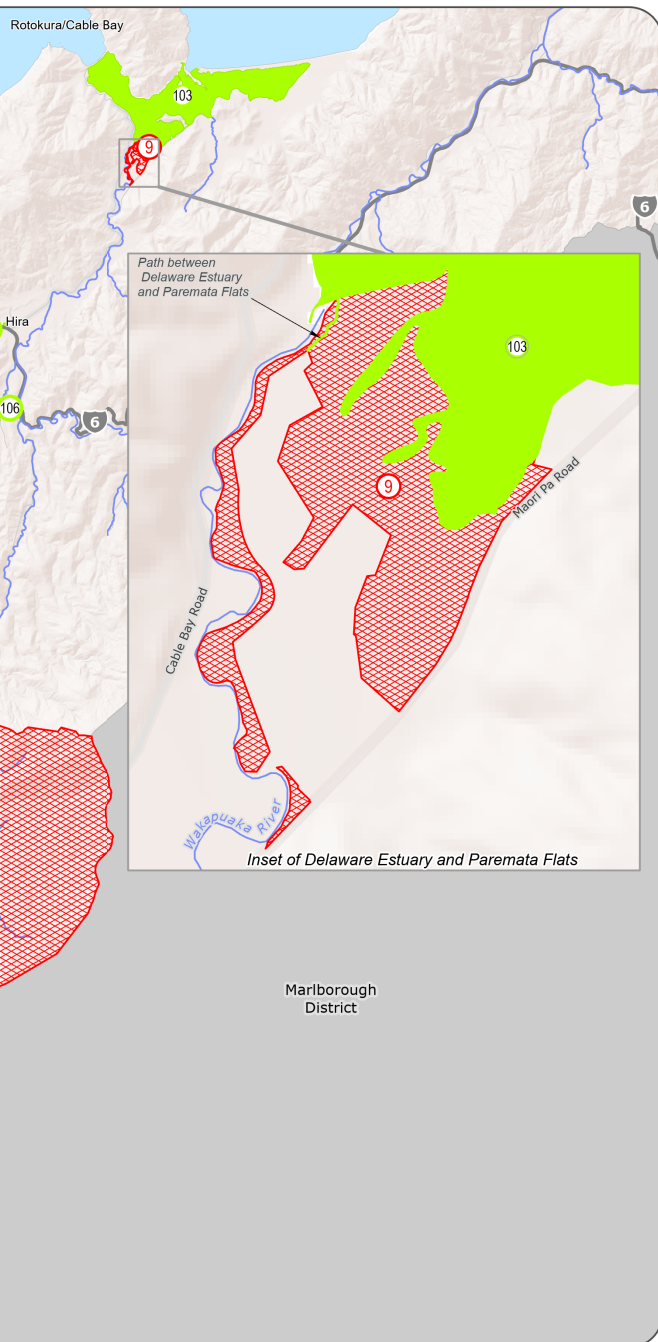 Rotokura/Cable Bay
103
9
6
Path between
Delaware Estuary
and Paremata Flats
Hira
103
106
6
9
Maori Pa Road
Cable Bay Road
Wakapuaka River
Inset of Delaware Estuary and Paremata Flats
Marlborough
District